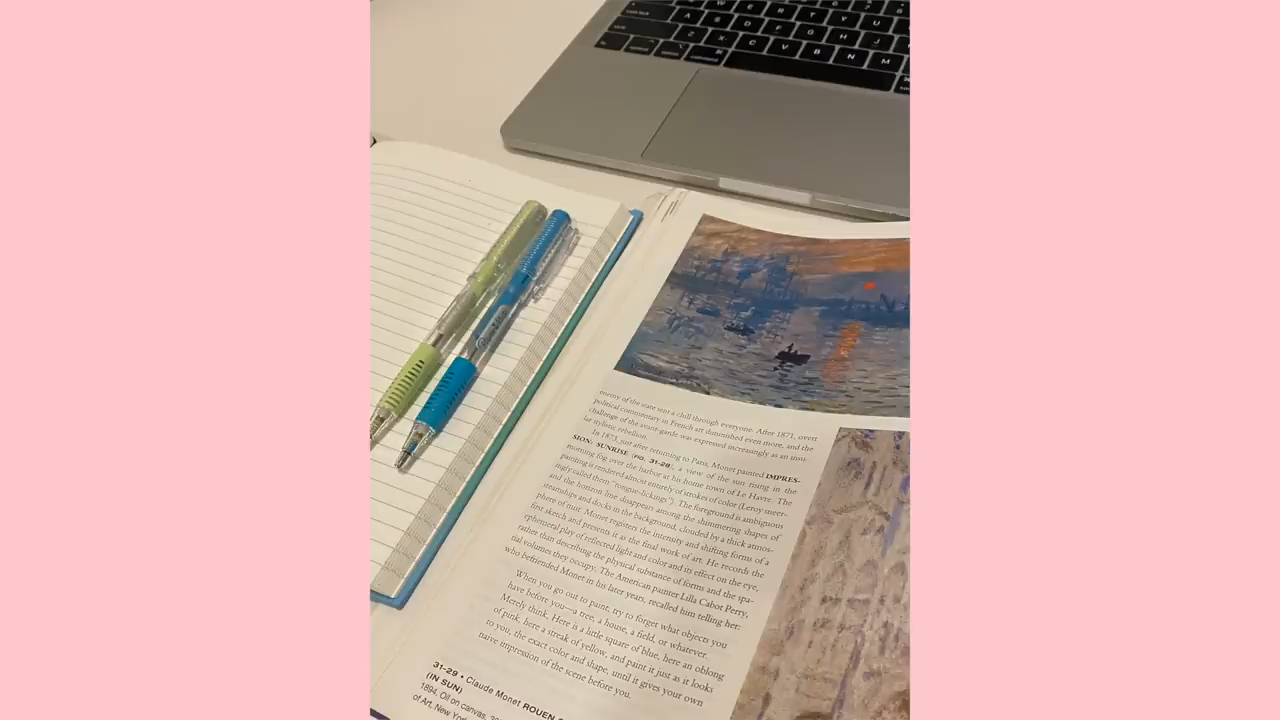 W E R T Y U
A S D F G H J
Z X C V B N M
command
enemy of the state sent a chill through everyone. After 1871, overt
political commentary in French art diminished even more, and the
challenge of the avant-garde was expressed increasingly as an insu-
lar stylistic rebellion.
In 1873, just after returning to Paris, Monet painted IMPRES-
SION: SUNRISE (FIG. 31-28), a view of the sun rising in the
morning fog over the harbor at his home town of Le Havre. The
painting is rendered almost entirely of strokes of color (Leroy sneer-
ingly called them "tongue-lickings"). The foreground is ambiguous
and the horizon line disappears among the shimmering shapes of
steamships and docks in the background, clouded by a thick atmos-
phere of mist. Monet registers the intensity and shifting forms of a
first sketch and presents it as the final work of art. He records the
ephemeral play of reflected light and color and its effect on the eye,
rather than describing the physical substance of forms and the spa-
tial volumes they occupy. The American painter Lilla Cabot Perry,
who befriended Monet in his later years, recalled him telling her:
When you go out to paint, try to forget what objects you
have before you—a tree, a house, a field, or whatever.
Merely think, Here is a little square of blue, here an oblong
of pink, here a streak of yellow, and paint it just as it looks
to you, the exact color and shape, until it gives your own
naive impression of the scene before you.
31-29 • Claude Monet ROUEN
(IN SUN)
1894. Oil on canvas,
of Art, New York